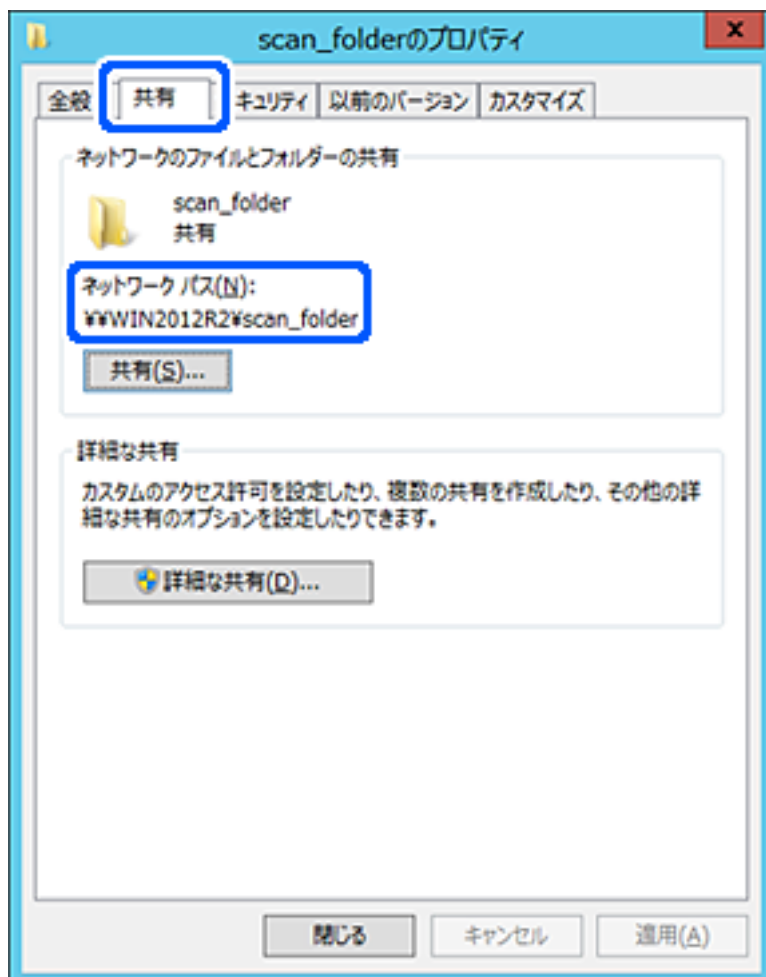 scan_folderのプロパティ
x
全般 共有 キュリティ 以前のバージョン カスタマイズ
ネットワークのファイルとフォルダーの共有
scan_folder
共有
ネットワーク パス(N):
¥¥WIN2012R2¥scan_folder
共有(S)...
詳細な共有
カスタムのアクセス許可を設定したり、複数の共有を作成したり、その他の詳
細な共有のオプションを設定したりできます。
詳細な共有(D)...
閉じる キャンセル 適用(A)